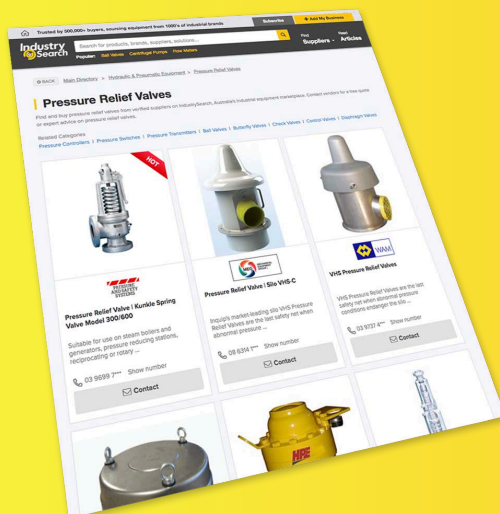 Trusted by 500,000+ buyers, sourcing equipment from 1000's of industrial brands
Subscribe
+ Add My Business
Industry
Search
Search for products, brands, suppliers, solutions...
Popular: Ball Valves Centrifugal Pumps Flow Meters
Find
Suppliers
Read
Articles
BACK
Main Directory > Hydraulic & Pneumatic Equipment > Pressure Relief Valves
Pressure Relief Valves
Find and buy pressure relief valves from verified suppliers on IndustrySearch, Australia's industrial equipment marketplace. Contact vendors for a free quote
or expert advice on pressure relief valves.
Related Categories
Pressure Controllers | Pressure Switches | Pressure Transmitters | Ball Valves | Butterfly Valves | Check Valves | Control Valves | Diaphragm Valves
HOT
PRESSURE
AND SAFETY
SYSTEMS
Pressure Relief Valve | Kunkle Spring
Valve Model 300/600
Suitable for use on steam boilers and
generators, pressure reducing stations,
reciprocating or rotary ...
03 9699 7*** Show number
Contact
Pressure Relief Valve | Silo VHS-C
Inquip's market-leading silo VHS Pressure
Relief Valves are the last safety net when
abnormal pressure ...
08 6314 1*** Show number
Contact
WAM
VHS Pressure Relief Valves
VHS Pressure Relief Valves are the last
safety net when abnormal pressure
conditions endanger the silo ...
03 9737 4*** Show number
Contact
HRE